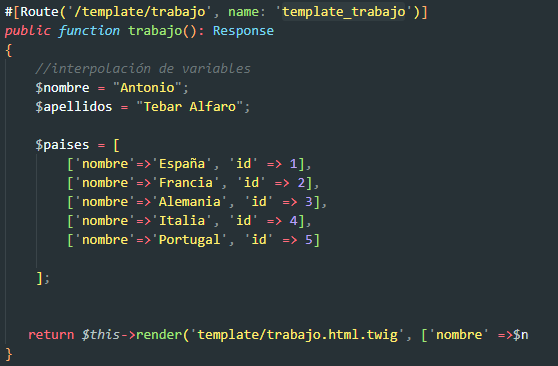 #[Route('/template/trabajo', name: 'template_trabajo')]
public function trabajo(): Response
{
//interpolación de variables
$nombre = "Antonio";
$apellidos = "Tebar Alfaro";
$paises = [
['nombre'=>'España', 'id' => 1],
['nombre'=>'Francia', 'id' => 2],
['nombre'=>'Alemania', 'id' => 3],
['nombre'=>'Italia', 'id' => 4],
['nombre'=>'Portugal', 'id' => 5]
];
return $this->render('template/trabajo.html.twig', ['nombre' =>$n
}